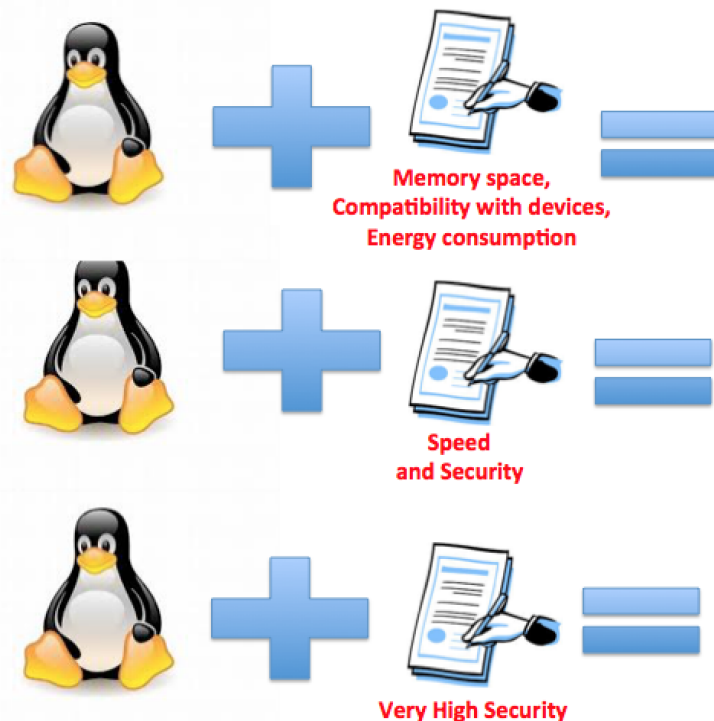 Memory space,
Compatibility with devices,
Energy consumption
Speed
and Security
Very High Security